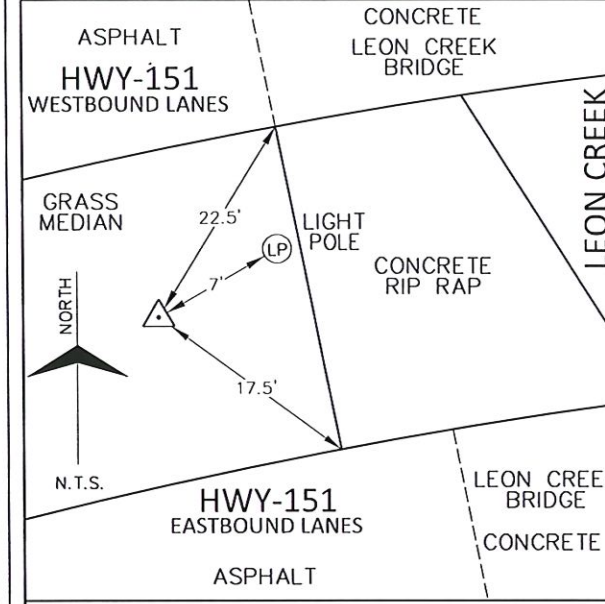 ASPHALT
HWY-151
WESTBOUND LANES
CONCRETE
LEON CREEK
BRIDGE
LEON CREEK
GRASS
MEDIAN
22.5'
LP
LIGHT
POLE
7'
CONCRETE
RIP RAP
NORTH
17.5'
N.T.S.
HWY-151
EASTBOUND LANES
ASPHALT
LEON CREE
BRIDGE
CONCRETE